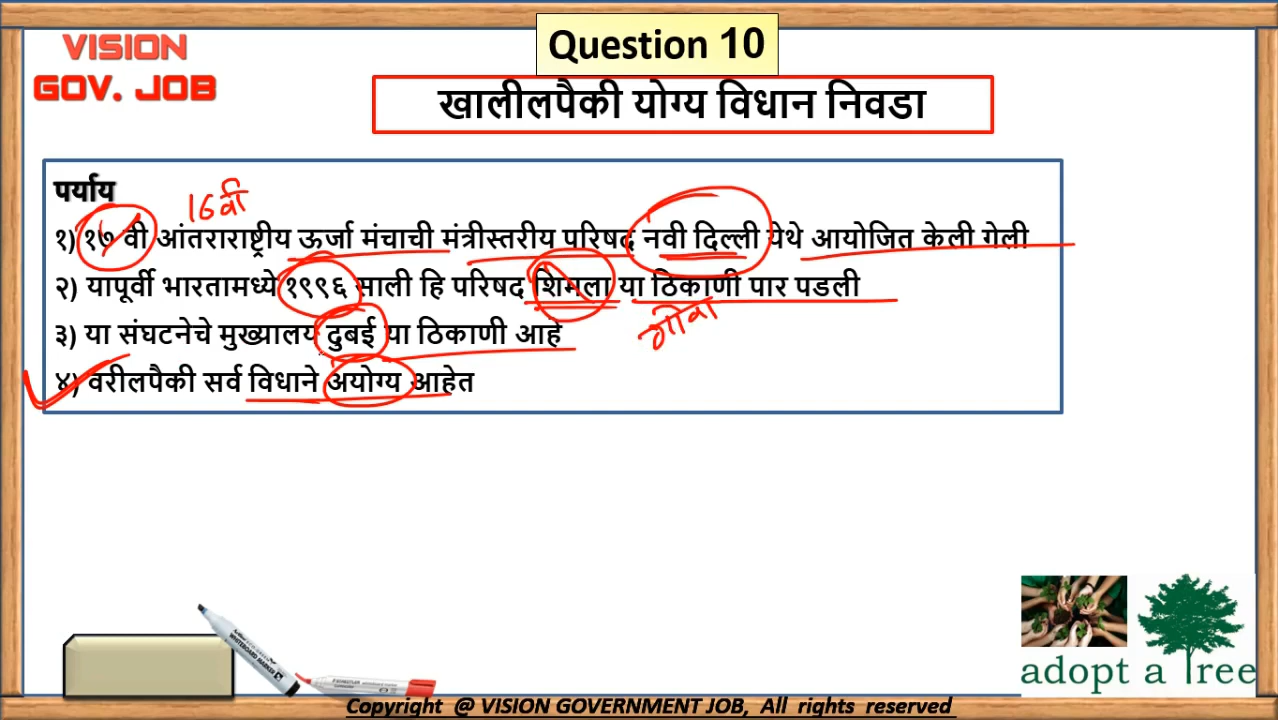 VISION
GOV. JOB
Question 10
खालीलपैकी योग्य विधान निवडा
पर्याय
16वी
१) १७ वी आंतराराष्ट्रीय ऊर्जा मंचाची मंत्रीस्तरीय परिषद नवी दिल्ली येथे आयोजित केली गेली
२) यापूर्वी भारतामध्ये १९९६ साली हि परिषद शिमला या ठिकाणी पार पडली
गोवा
३) या संघटनेचे मुख्यालय दुबई या ठिकाणी आहे
४) वरीलपैकी सर्व विधाने अयोग्य आहेत
adopt a Tree
Copyright @ VISION GOVERNMENT JOB, All rights reserved